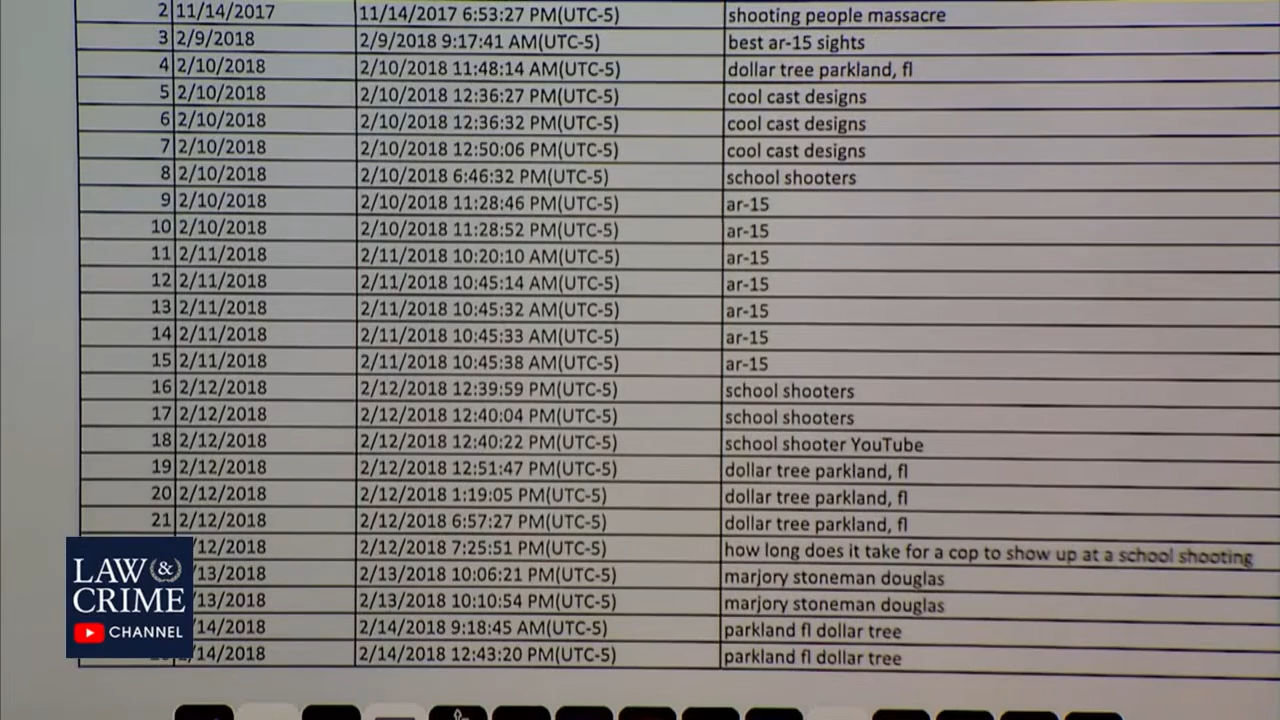 2 11/14/2017 11/14/2017 6:53:27 PM(UTC-5) shooting people massacre
3 2/9/2018 2/9/2018 9:17:41 AM(UTC-5) best ar-15 sights
4 2/10/2018 2/10/2018 11:48:14 AM(UTC-5) dollar tree parkland, fl
5 2/10/2018 2/10/2018 12:36:27 PM(UTC-5) cool cast designs
6 2/10/2018 2/10/2018 12:36:32 PM(UTC-5) cool cast designs
7 2/10/2018 2/10/2018 12:50:06 PM(UTC-5) cool cast designs
8 2/10/2018 2/10/2018 6:46:32 PM(UTC-5) school shooters
9 2/10/2018 2/10/2018 11:28:46 PM(UTC-5) ar-15
10 2/10/2018 2/10/2018 11:28:52 PM(UTC-5) ar-15
11 2/11/2018 2/11/2018 10:20:10 AM(UTC-5) ar-15
12 2/11/2018 2/11/2018 10:45:14 AM(UTC-5) ar-15
13 2/11/2018 2/11/2018 10:45:32 AM(UTC-5) ar-15
14 2/11/2018 2/11/2018 10:45:33 AM(UTC-5) ar-15
15 2/11/2018 2/11/2018 10:45:38 AM(UTC-5) ar-15
16 2/12/2018 2/12/2018 12:39:59 PM(UTC-5) school shooters
17 2/12/2018 2/12/2018 12:40:04 PM(UTC-5) school shooters
18 2/12/2018 2/12/2018 12:40:22 PM(UTC-5) school shooter YouTube
19 2/12/2018 2/12/2018 12:51:47 PM(UTC-5) dollar tree parkland, fl
20 2/12/2018 2/12/2018 1:19:05 PM(UTC-5) dollar tree parkland, fl
21 2/12/2018 2/12/2018 6:57:27 PM(UTC-5) dollar tree parkland, fl
/12/2018 2/12/2018 7:25:51 PM(UTC-5) how long does it take for a cop to show up at a school shooting
/13/2018 2/13/2018 10:06:21 PM(UTC-5) marjory stoneman douglas
/13/2018 2/13/2018 10:10:54 PM(UTC-5) marjory stoneman douglas
/14/2018 2/14/2018 9:18:45 AM(UTC-5) parkland fl dollar tree
/14/2018 2/14/2018 12:43:20 PM(UTC-5) parkland fl dollar tree
LAW &
CRIME
CHANNEL